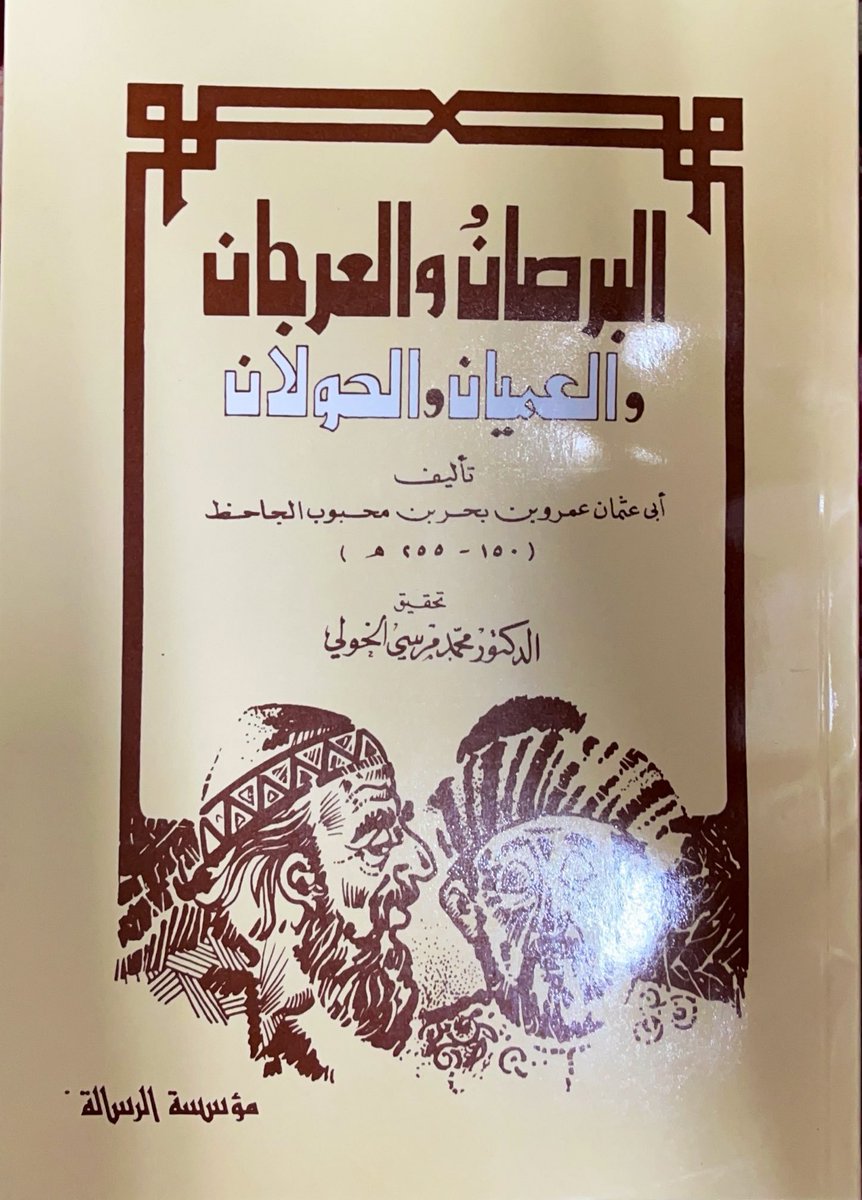 البرصانُ والعرجان
والعميان والحولان
تأليف
أبي عثمان عمرو بن بحر بن محبوب الجاحظ
( ١٥٠ - ٢٥٥ هـ )
تحقيق
الدكتور محمّد مرسي الخولي
مؤسسة الرسالة